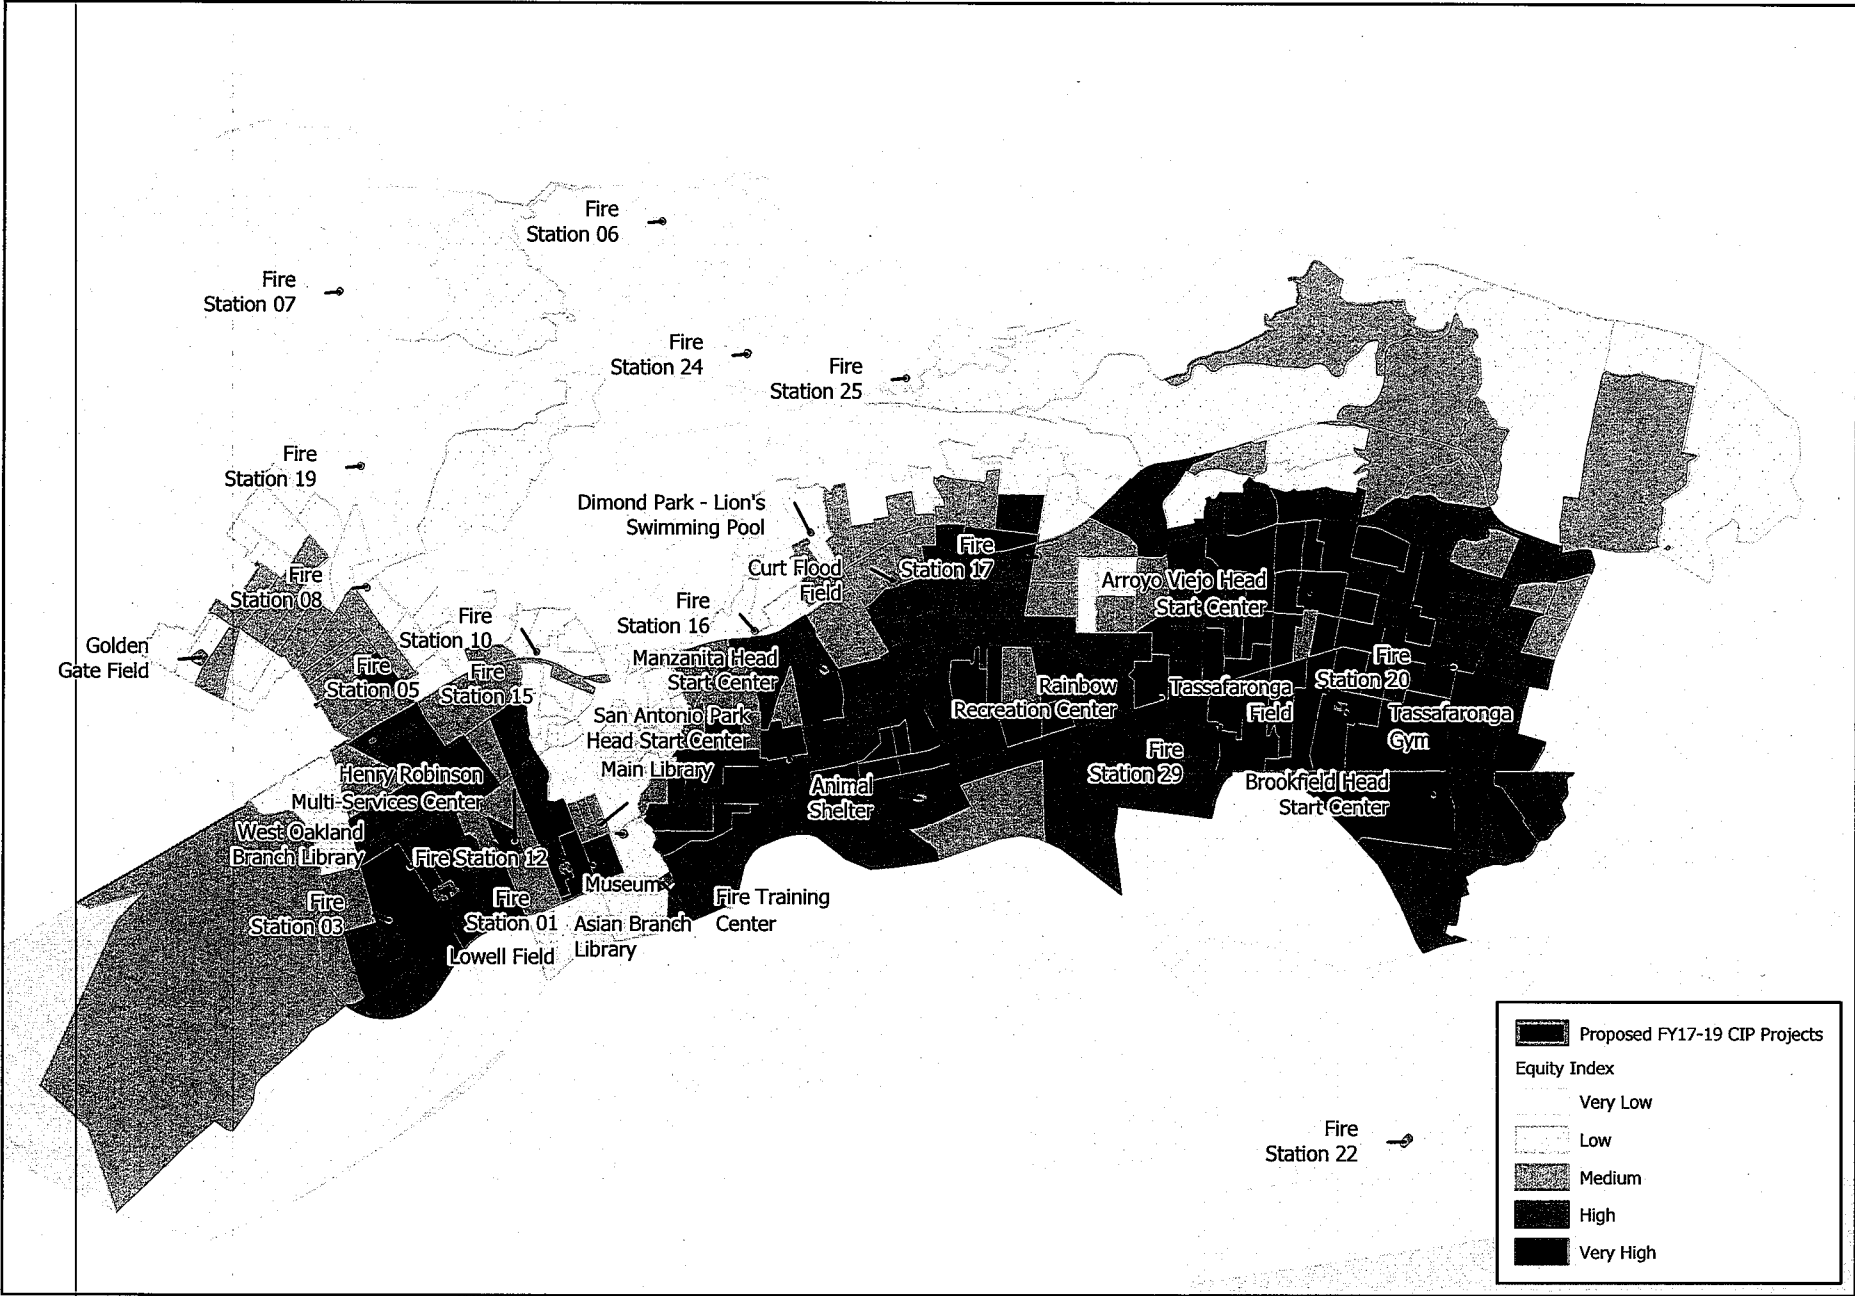 Fire
Station 06
Fire
Station 07
Fire
Station 24
Fire
Station 25
Fire
Station 19
Dimond Park - Lion's
Swimming Pool
Fire
Station 17
Curt Flood
Field
Arroyo Viejo Head
Start Center
Fire
Station 08
Fire
Station 16
Fire
Station 10
Golden
Gate Field
Manzanita Head
Start Center
Fire
Station 05
Fire
Station 15
Fire
Station 20
Rainbow
Recreation Center
Tassafaronga
Field
San Antonio Park
Head Start Center
Tassafaronga
Gym
Main Library
Fire
Station 29
Henry Robinson
Multi-Services Center
Animal
Shelter
Brookfield Head
Start Center
West Oakland
Branch Library
Fire Station 12
Museum
Fire
Station 03
Fire
Station 01
Fire Training
Center
Asian Branch
Library
Lowell Field
Fire
Station 22
Proposed FY17-19 CIP Projects
Equity Index
Very Low
Low
Medium
High
Very High